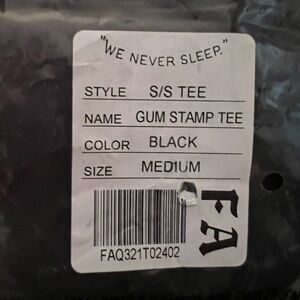 "WE NEVER SLEEP."
STYLE S/S TEE
NAME GUM STAMP TEE
COLOR BLACK
SIZE MEDIUM
FA
FAQ321T02402